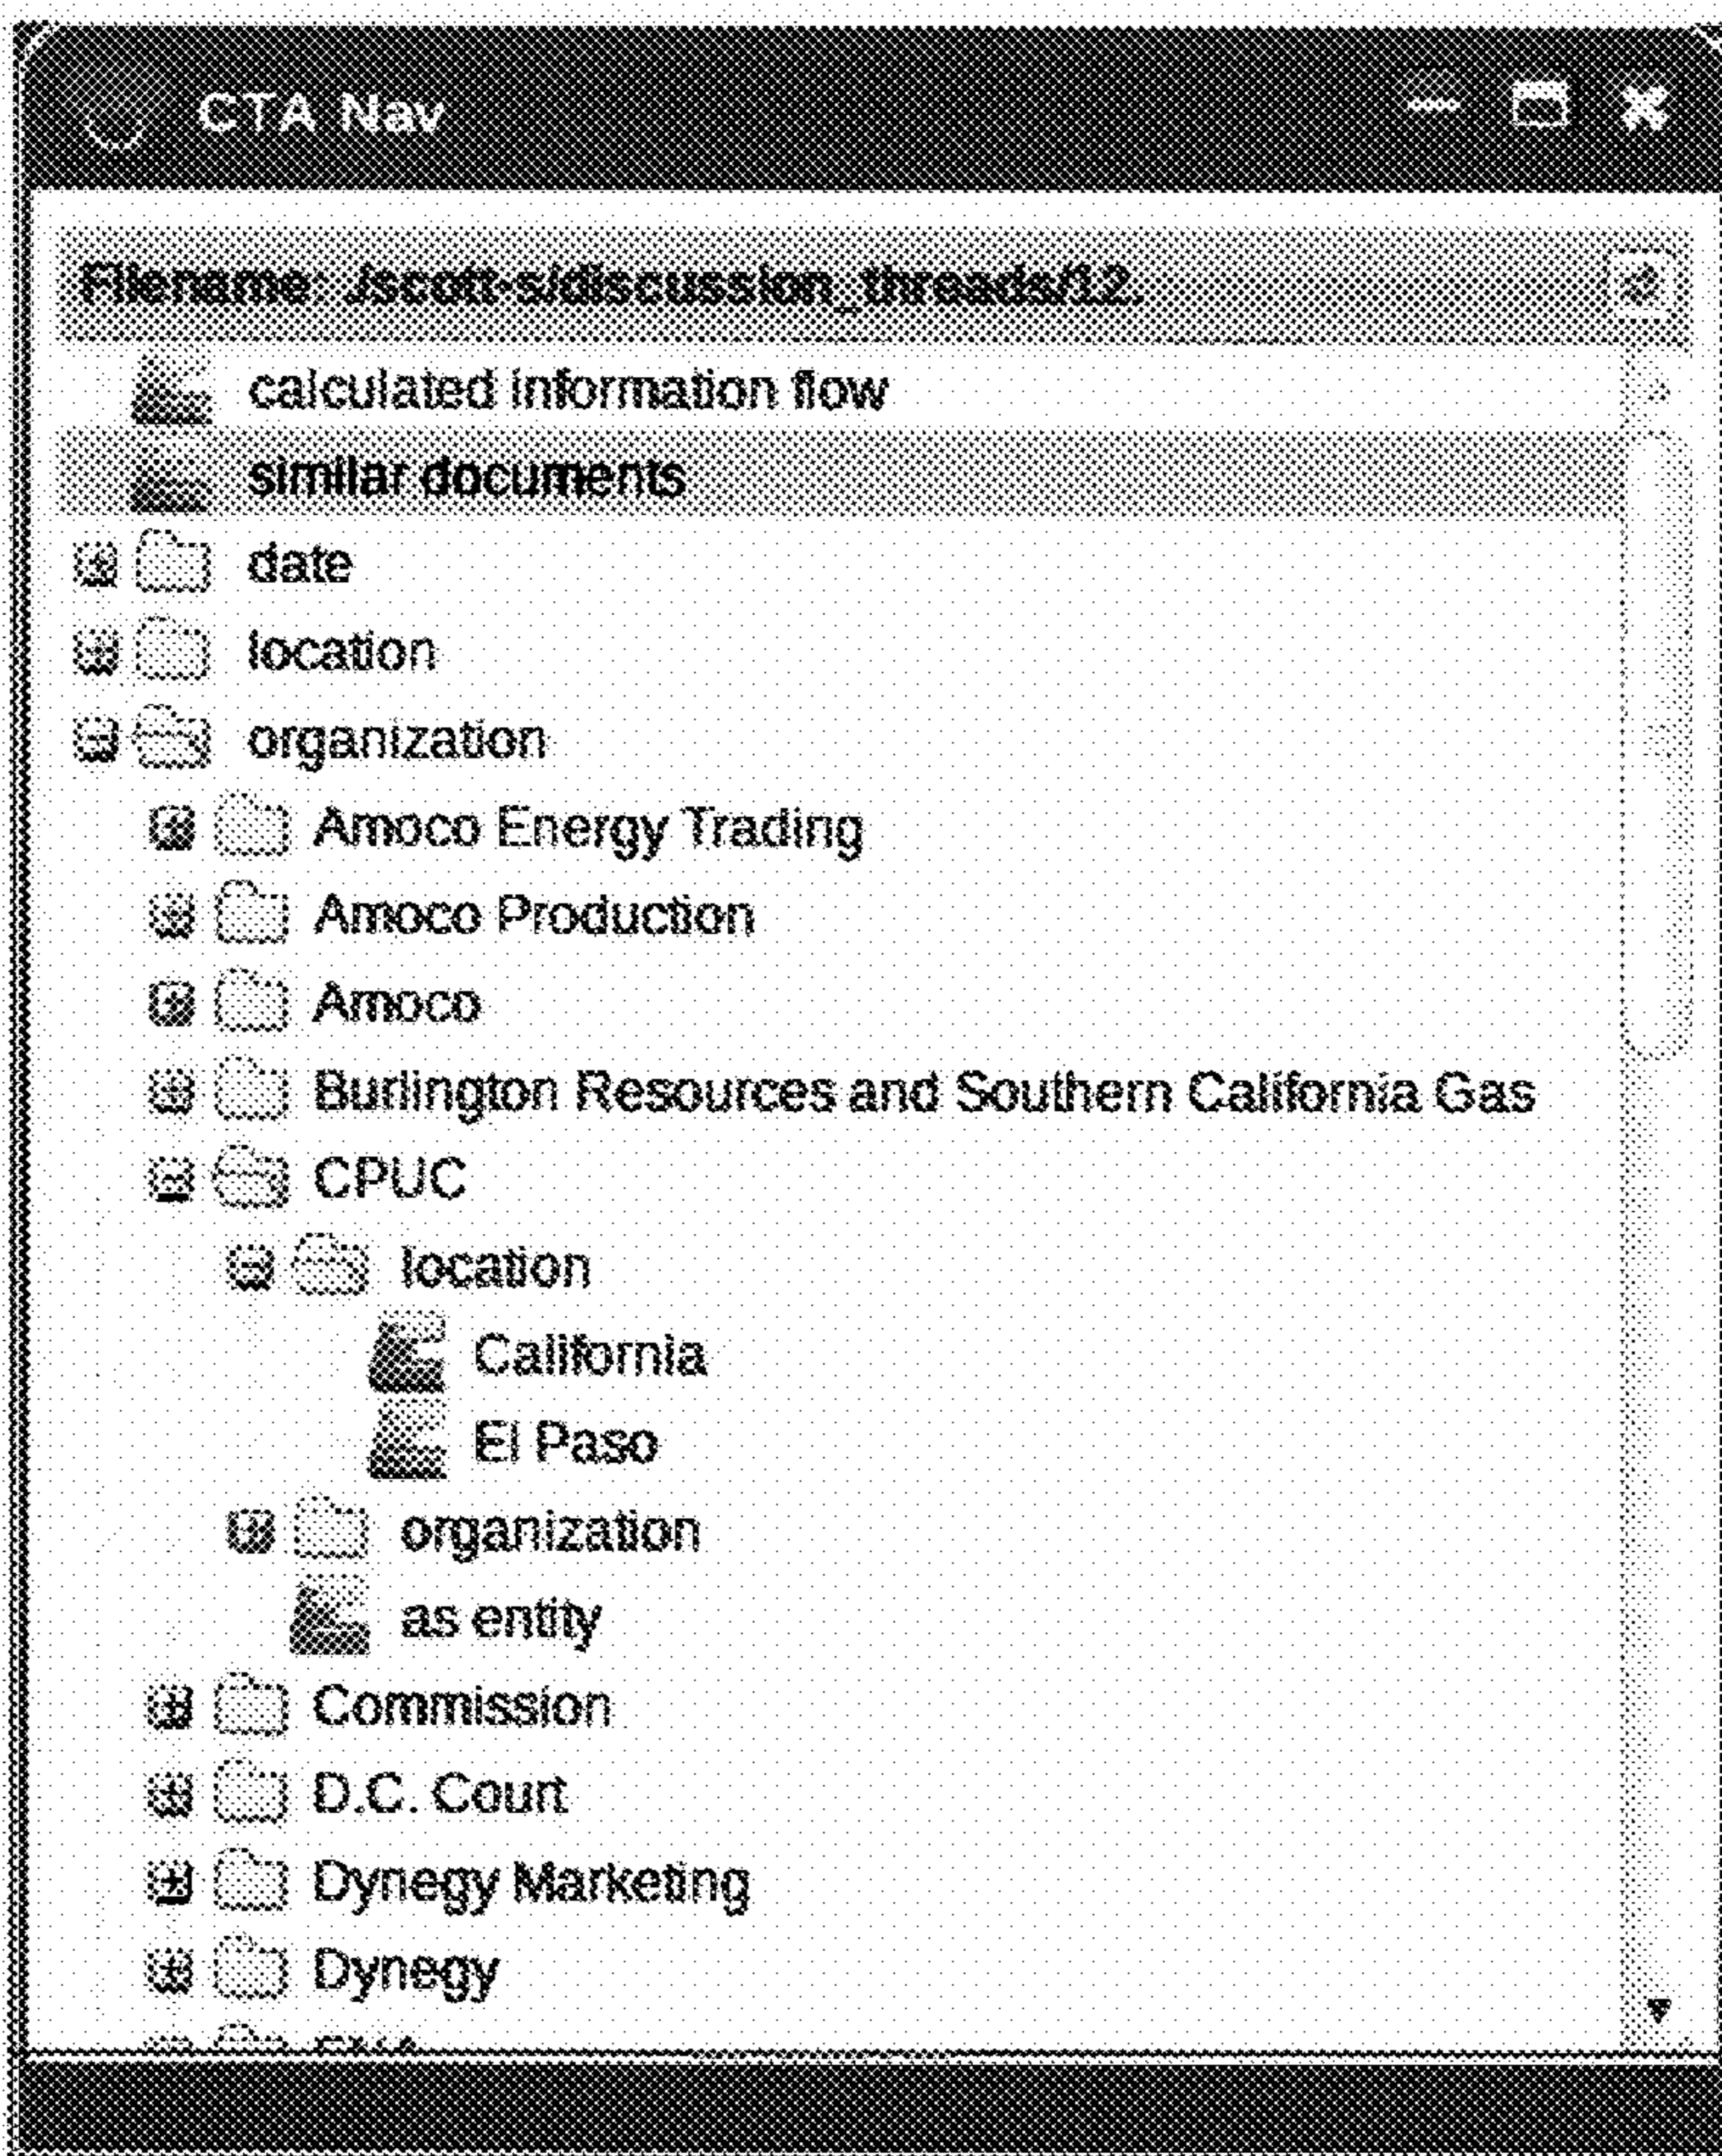 CTA Nav
Filename: ./scott-s/discussion_threads/12.
calculated information flow
similar documents
date
location
organization
Amoco Energy Trading
Amoco Production
Amoco
Burlington Resources and Southern California Gas
CPUC
location
California
El Paso
organization
as entity
Commission
D.C. Court
Dynegy Marketing
Dynegy